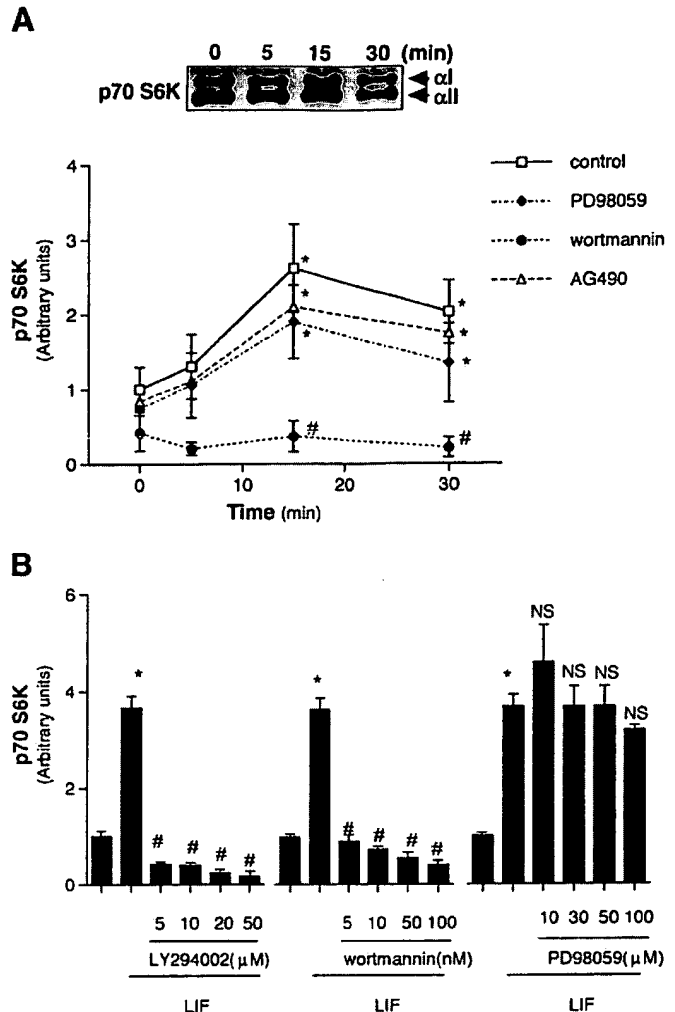 A
0 5 15 30 (min)
p70 S6K
αI
αII
control
PD98059
wortmannin
AG490
p70 S6K
(Arbitrary units)
4
3
2
1
0
* * *
* * *
# #
0 10 20 30
Time (min)
B
p70 S6K
(Arbitrary units)
6
4
2
0
* # # # #
* # # # #
* NS NS NS NS
5 10 20 50
5 10 50 100
10 30 50 100
LY294002(μM)
wortmannin(nM)
PD98059(μM)
LIF
LIF
LIF